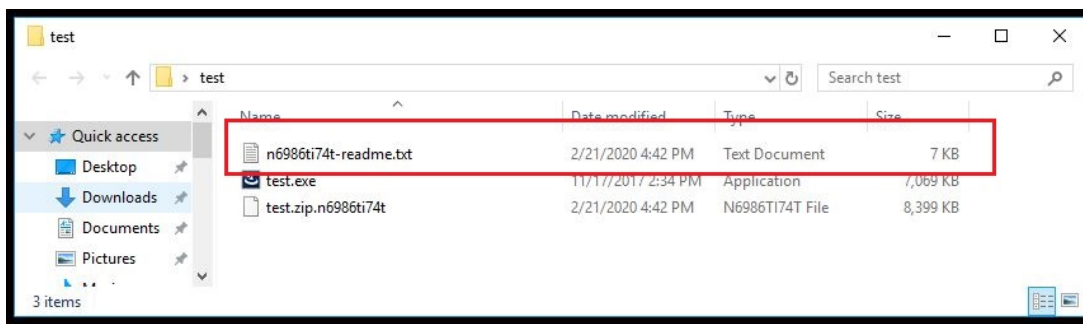 test
test
Search test
Name Date modified Type Size
Quick access
Desktop
Downloads
Documents
Pictures
n6986ti74t-readme.txt 2/21/2020 4:42 PM Text Document 7 KB
test.exe 11/17/2017 2:34 PM Application 7,069 KB
test.zip.n6986ti74t 2/21/2020 4:42 PM N6986TI74T File 8,399 KB
3 items